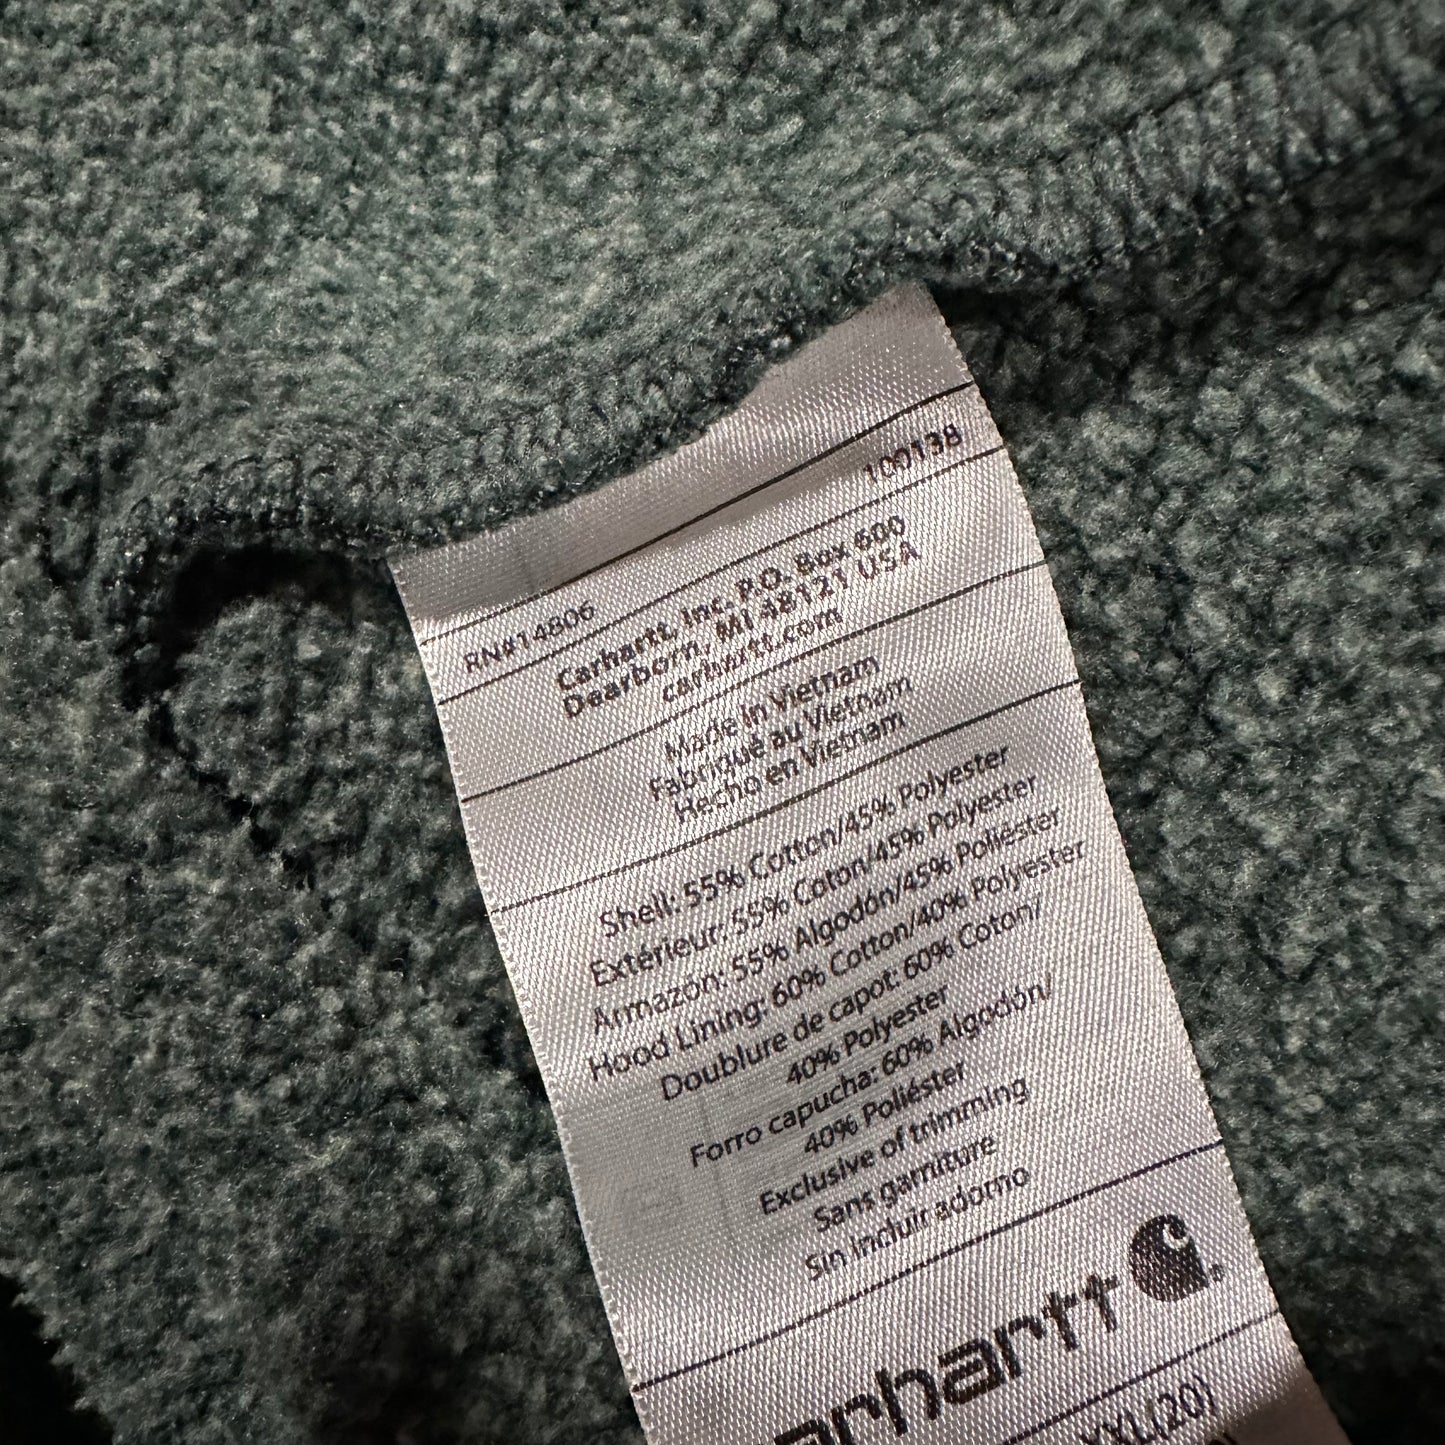 RN#14806 100138
Carhartt, Inc. P.O. Box 600
Dearborn, MI 48121 USA
carhartt.com
Made in Vietnam
Fabriqué au Vietnam
Hecho en Vietnam
Shell: 55% Cotton/45% Polyester
Extérieur: 55% Coton/45% Polyester
Armazón: 55% Algodón/45% Poliéster
Hood Lining: 60% Cotton/40% Polyester
Doublure de capot: 60% Coton/
40% Polyester
Forro capucha: 60% Algodón/
40% Poliéster
Exclusive of trimming
Sans garniture
Sin incluir adorno
arhartt
XXL(20)